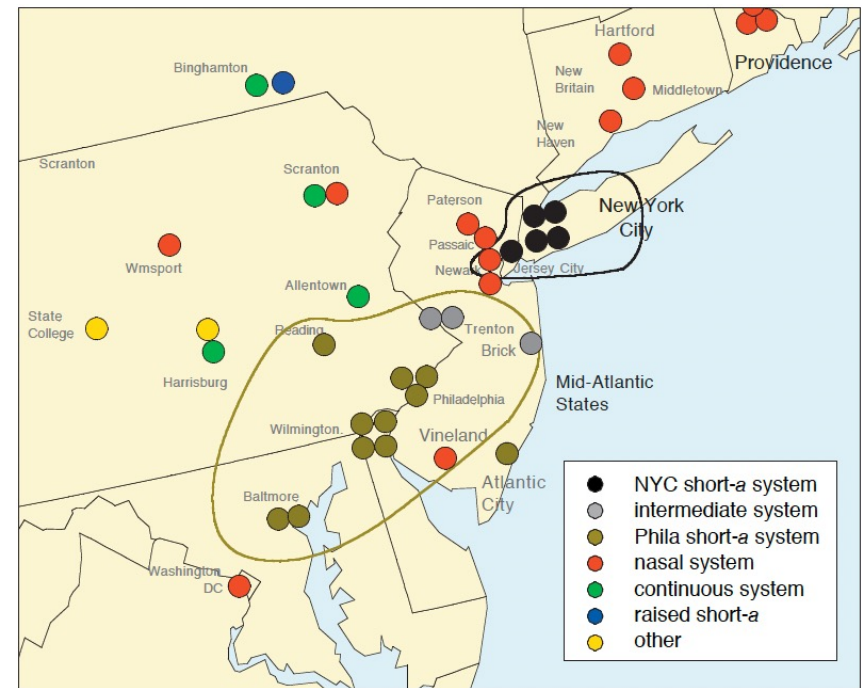 Hartford
Binghamton
Providence
New
Britain
Middletown
New
Haven
Scranton
Scranton
Paterson
New York
City
Passaic
Wmsport
Newark
Jersey City
Allentown
State
College
Reading
Trenton
Brick
Harrisburg
Mid-Atlantic
States
Philadelphia
Wilmington.
Vineland
Atlantic
City
Baltmore
Washington
DC
NYC short-a system
intermediate system
Phila short-a system
nasal system
continuous system
raised short-a
other